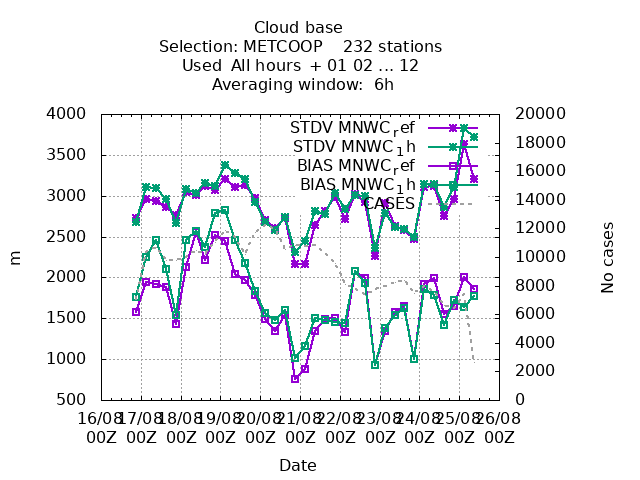 Cloud base
Selection: METCOOP    232 stations
Used  All hours  + 01 02 ... 12
Averaging window:  6h
4000
3500
3000
2500
2000
1500
1000
500
m
20000
18000
16000
14000
12000
10000
8000
6000
4000
2000
0
No cases
STDV MNWC_ref
STDV MNWC_1h
BIAS MNWC_ref
BIAS MNWC_1h
CASES
16/08 17/08 18/08 19/08 20/08 21/08 22/08 23/08 24/08 25/08 26/08
00Z 00Z 00Z 00Z 00Z 00Z 00Z 00Z 00Z 00Z 00Z
Date